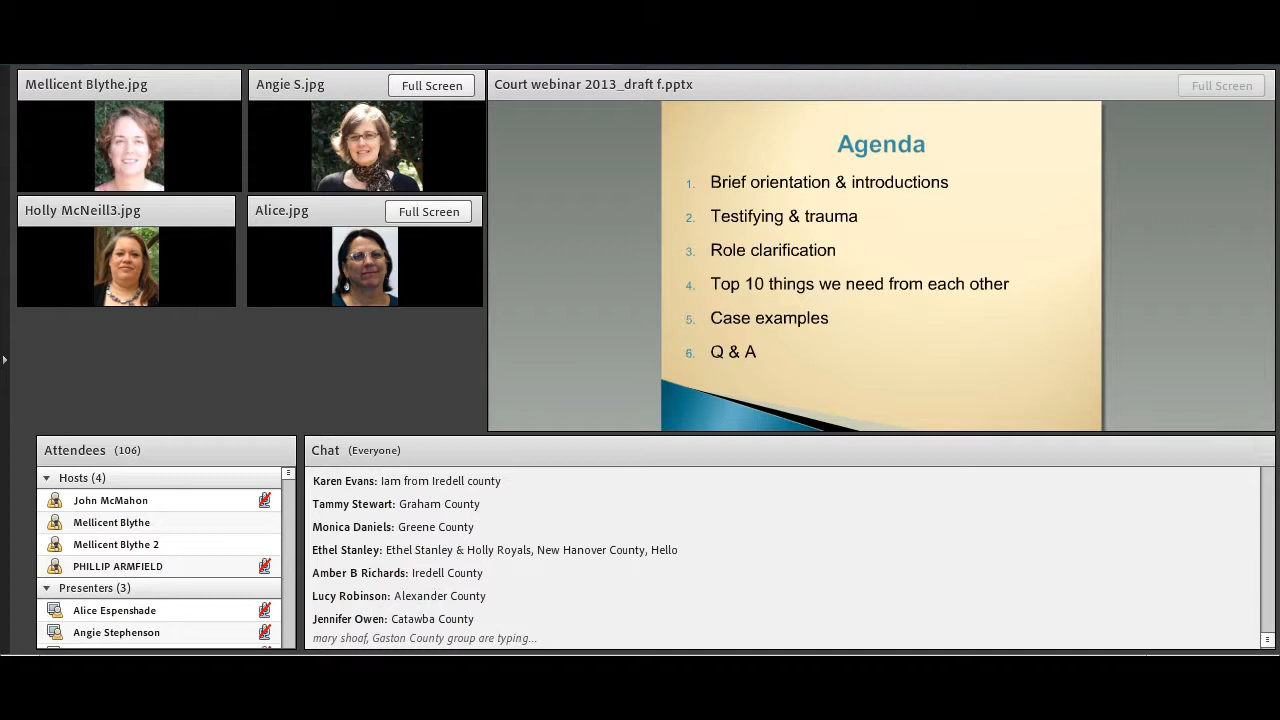 Mellicent Blythe.jpg
Angie S.jpg
Full Screen
Court webinar 2013_draft f.pptx
Full Screen
Holly McNeill3.jpg
Alice.jpg
Full Screen
Agenda
1. Brief orientation & introductions
2. Testifying & trauma
3. Role clarification
4. Top 10 things we need from each other
5. Case examples
6. Q & A
Attendees (106)
Hosts (4)
John McMahon
Mellicent Blythe
Mellicent Blythe 2
PHILLIP ARMFIELD
Presenters (3)
Alice Espenshade
Angie Stephenson
Chat (Everyone)
Karen Evans: Iam from Iredell county
Tammy Stewart: Graham County
Monica Daniels: Greene County
Ethel Stanley: Ethel Stanley & Holly Royals, New Hanover County, Hello
Amber B Richards: Iredell County
Lucy Robinson: Alexander County
Jennifer Owen: Catawba County
mary shoaf, Gaston County group are typing...